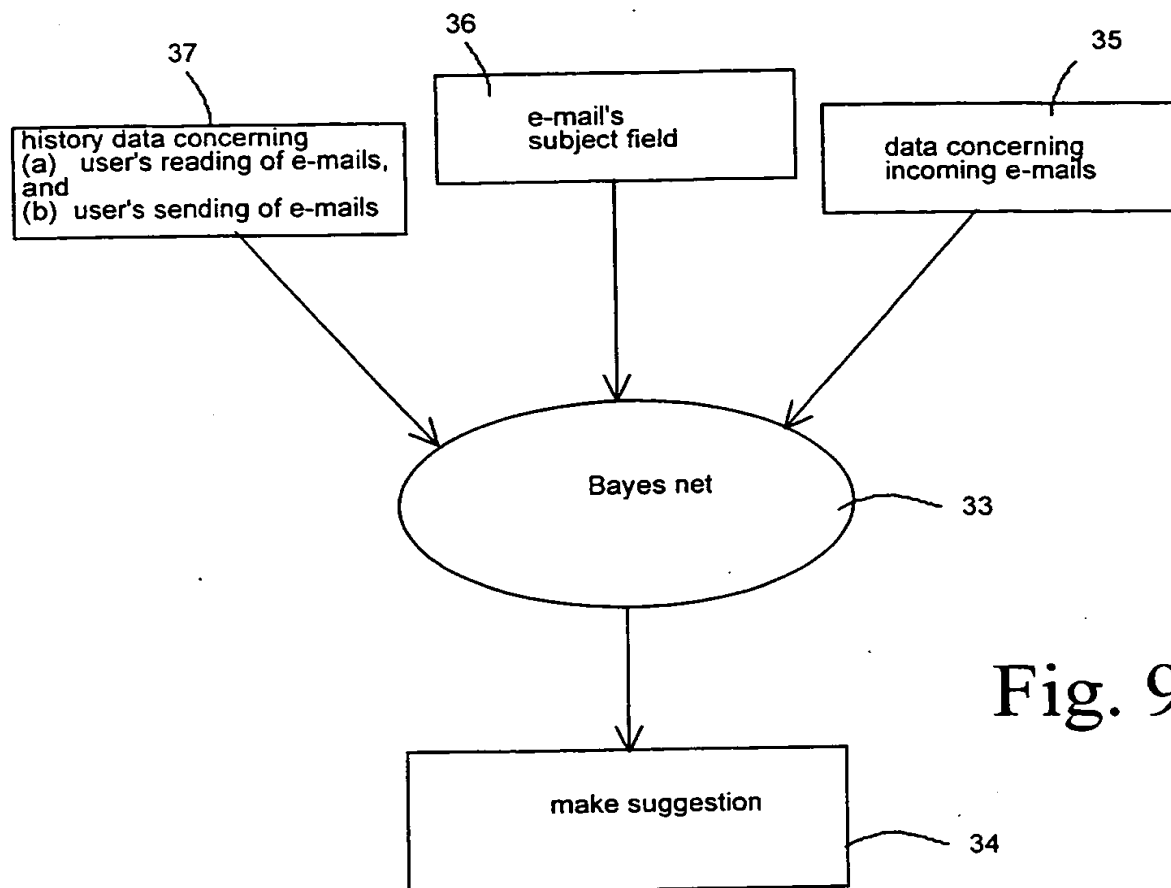 37
history data concerning
(a) user's reading of e-mails,
and
(b) user's sending of e-mails
36
e-mail's
subject field
35
data concerning
incoming e-mails
Bayes net
33
Fig. 9
make suggestion
34